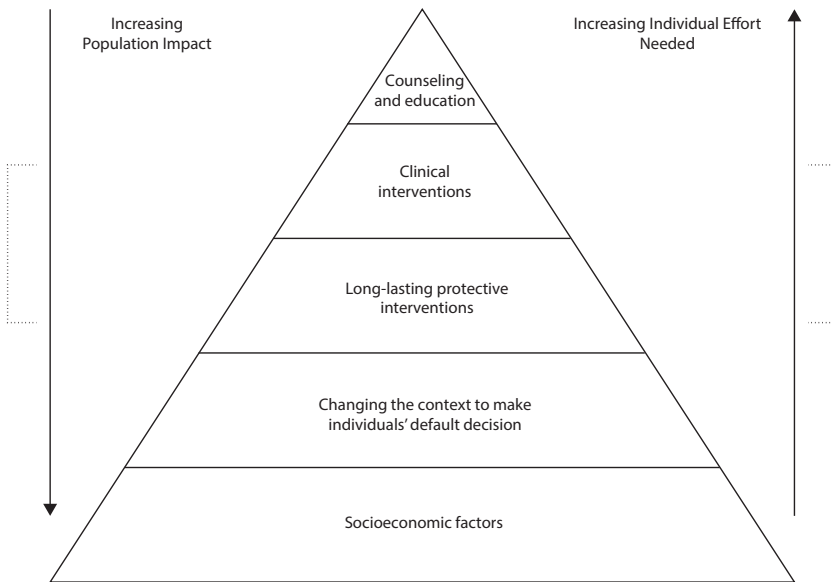 Increasing
Population Impact
Increasing Individual Effort
Needed
Counseling
and education
Clinical
interventions
Long-lasting protective
interventions
Changing the context to make
individuals’ default decision
Socioeconomic factors